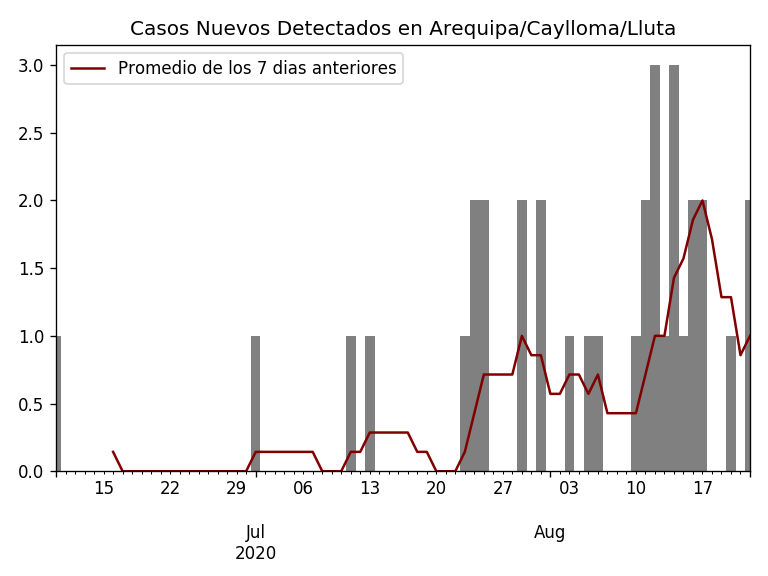 Casos Nuevos Detectados en Arequipa/Caylloma/Lluta
Promedio de los 7 dias anteriores
3.0
2.5
2.0
1.5
1.0
0.5
0.0
15 22 29 06 13 20 27 03 10 17
Jul Aug
2020